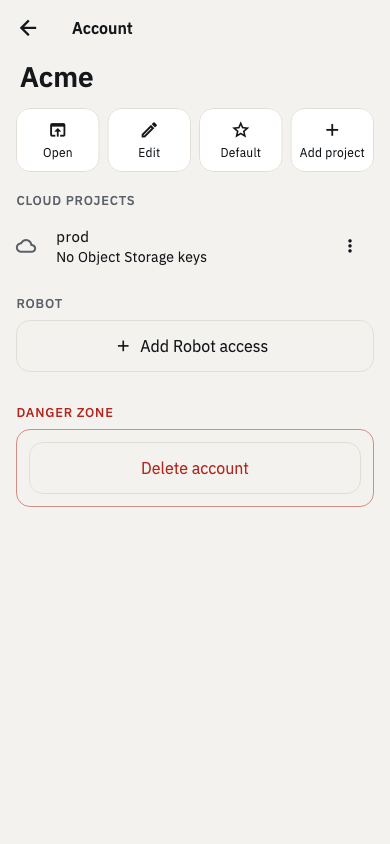 Account
Acme
Open
Edit
Default
Add project
CLOUD PROJECTS
prod
No Object Storage keys
ROBOT
Add Robot access
DANGER ZONE
Delete account